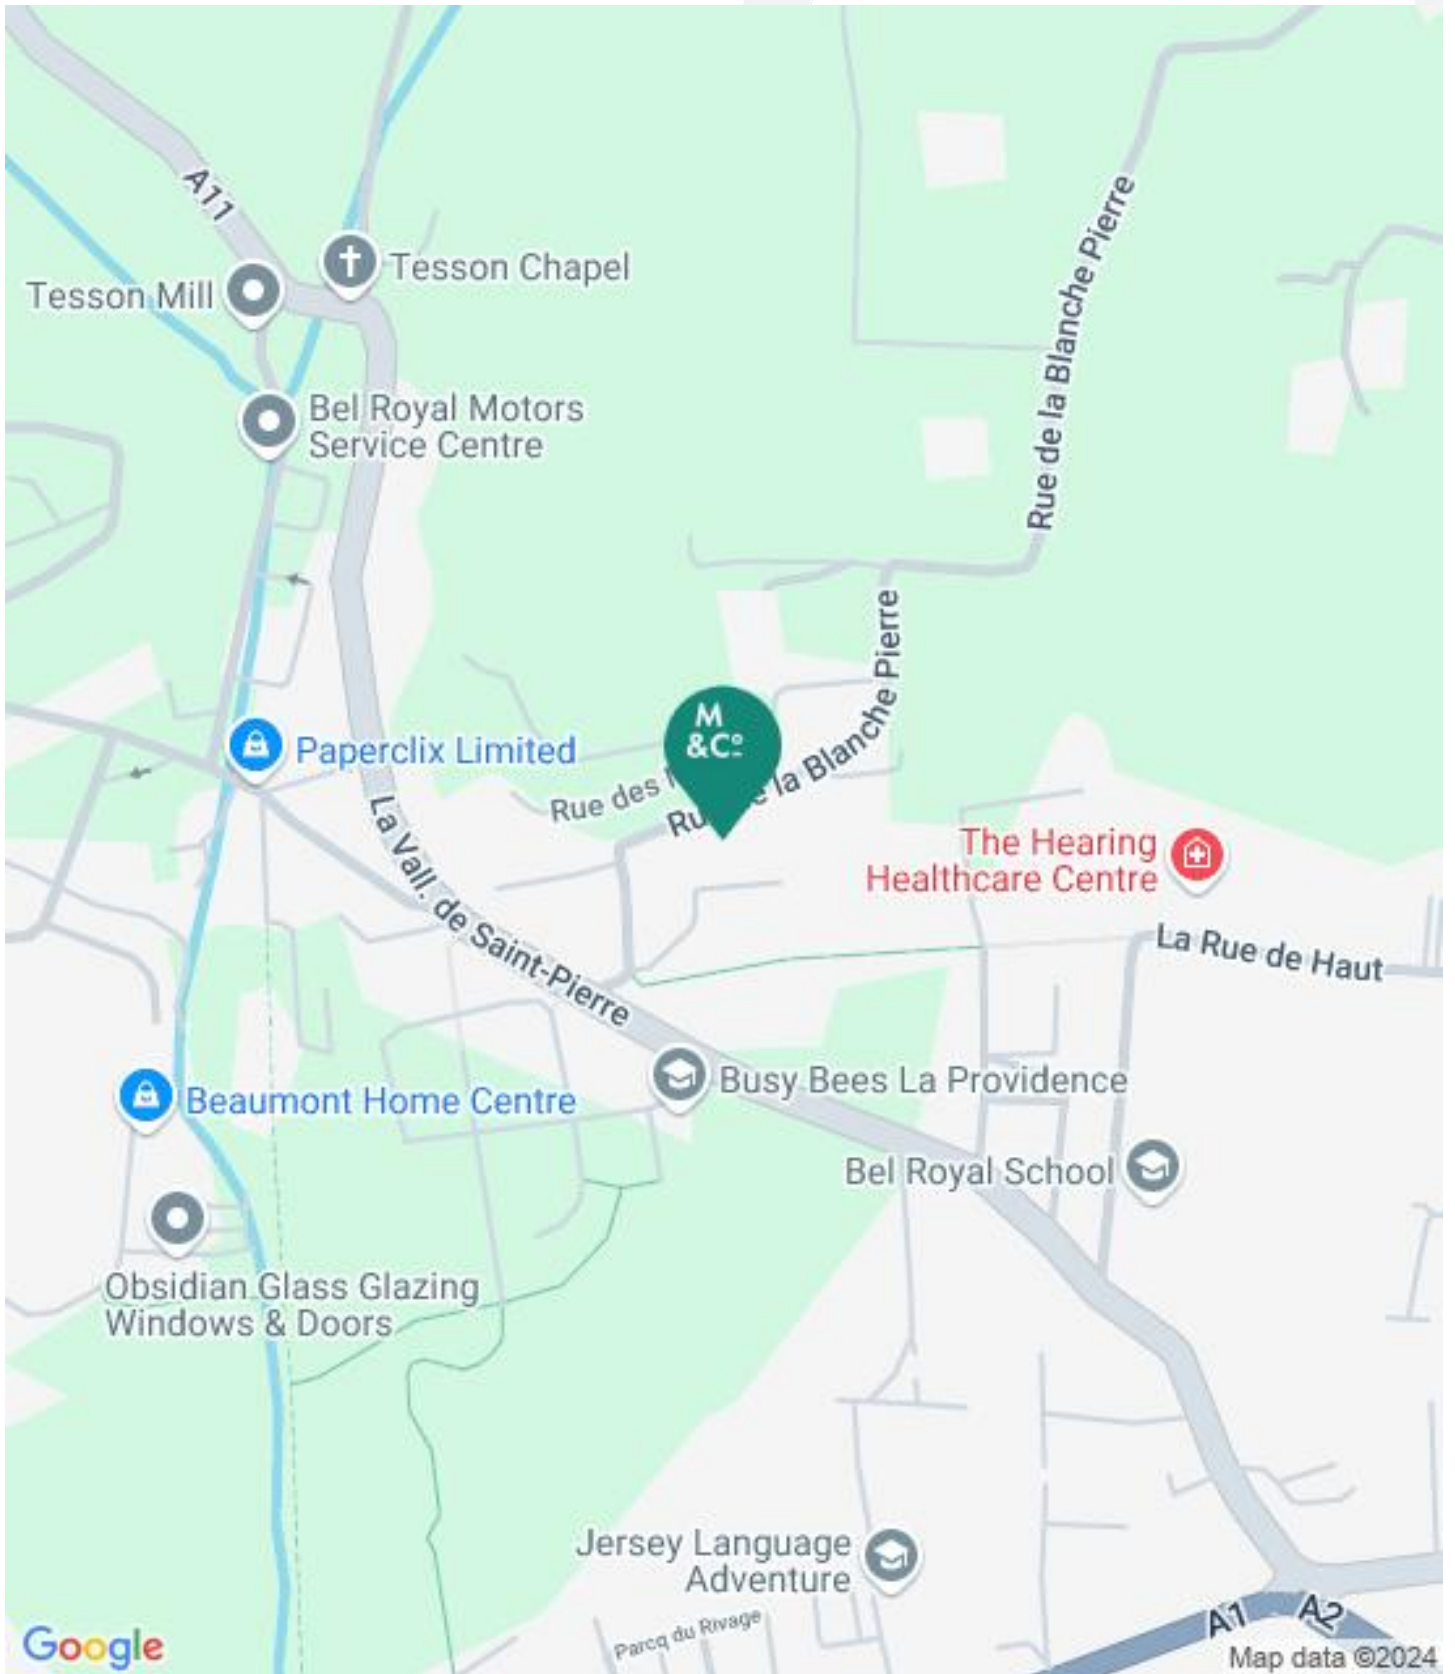 A11
Tesson Chapel
Tesson Mill
Rue de la Blanche Pierre
Bel Royal Motors
Service Centre
Rue de la Blanche Pierre
M
&Cº
Paperclix Limited
Rue des
La Vall. de Saint-Pierre
The Hearing
Healthcare Centre
La Rue de Haut
Busy Bees La Providence
Beaumont Home Centre
Bel Royal School
Obsidian Glass Glazing
Windows & Doors
Jersey Language
Adventure
Parcq du Rivage
A1
A2
Google
Map data ©2024